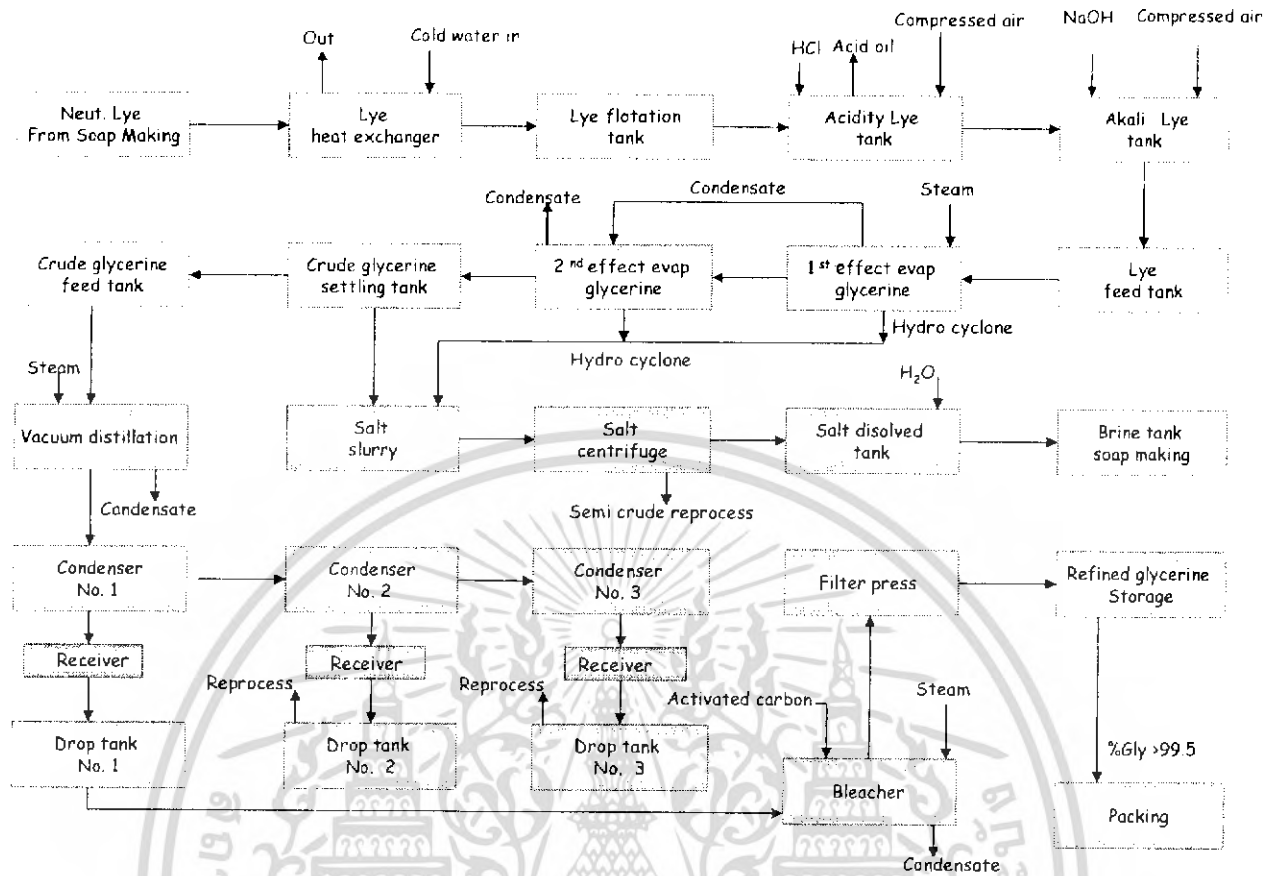 Out
Cold water in
HCl
Acid oil
Compressed air
NaOH
Compressed air
Neut. Lye
From Soap Making
Lye
heat exchanger
Lye flotation
tank
Acidity Lye
tank
Akali Lye
tank
Condensate
Condensate
Steam
Crude glycerine
feed tank
Crude glycerine
settling tank
2 nd effect evap
glycerine
1 st effect evap
glycerine
Lye
feed tank
Hydro cyclone
Hydro cyclone
Steam
H2O
Vacuum distillation
Salt
slurry
Salt
centrifuge
Salt disolved
tank
Brine tank
soap making
Condensate
Semi crude reprocess
Condenser
No. 1
Condenser
No. 2
Condenser
No. 3
Filter press
Refined glycerine
Storage
Receiver
Receiver
Receiver
Reprocess
Reprocess
Activated carbon
Steam
Drop tank
No. 1
Drop tank
No. 2
Drop tank
No. 3
Bleacher
%Gly >99.5
Packing
Condensate